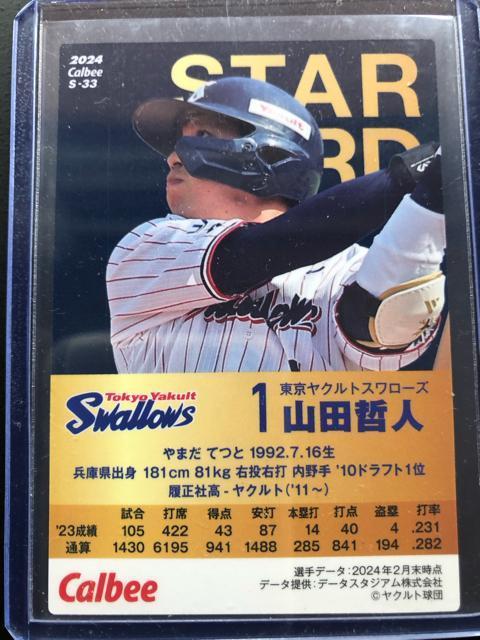 2024
Calbee
S-33
STAR
RD
Yakult
Swallows
Tokyo Yakult
Swallows
1 東京ヤクルトスワローズ
山田哲人
やまだ てつと 1992.7.16生
兵庫県出身 181cm 81kg 右投右打 内野手 '10ドラフト1位
履正社高-ヤクルト('11~)
試合 打席 得点 安打 本塁打 打点 盗塁 打率
'23成績 105 422 43 87 14 40 4 .231
通算 1430 6195 941 1488 285 841 194 .282
選手データ:2024年2月末時点
データ提供:データスタジアム株式会社
©ヤクルト球団
Calbee